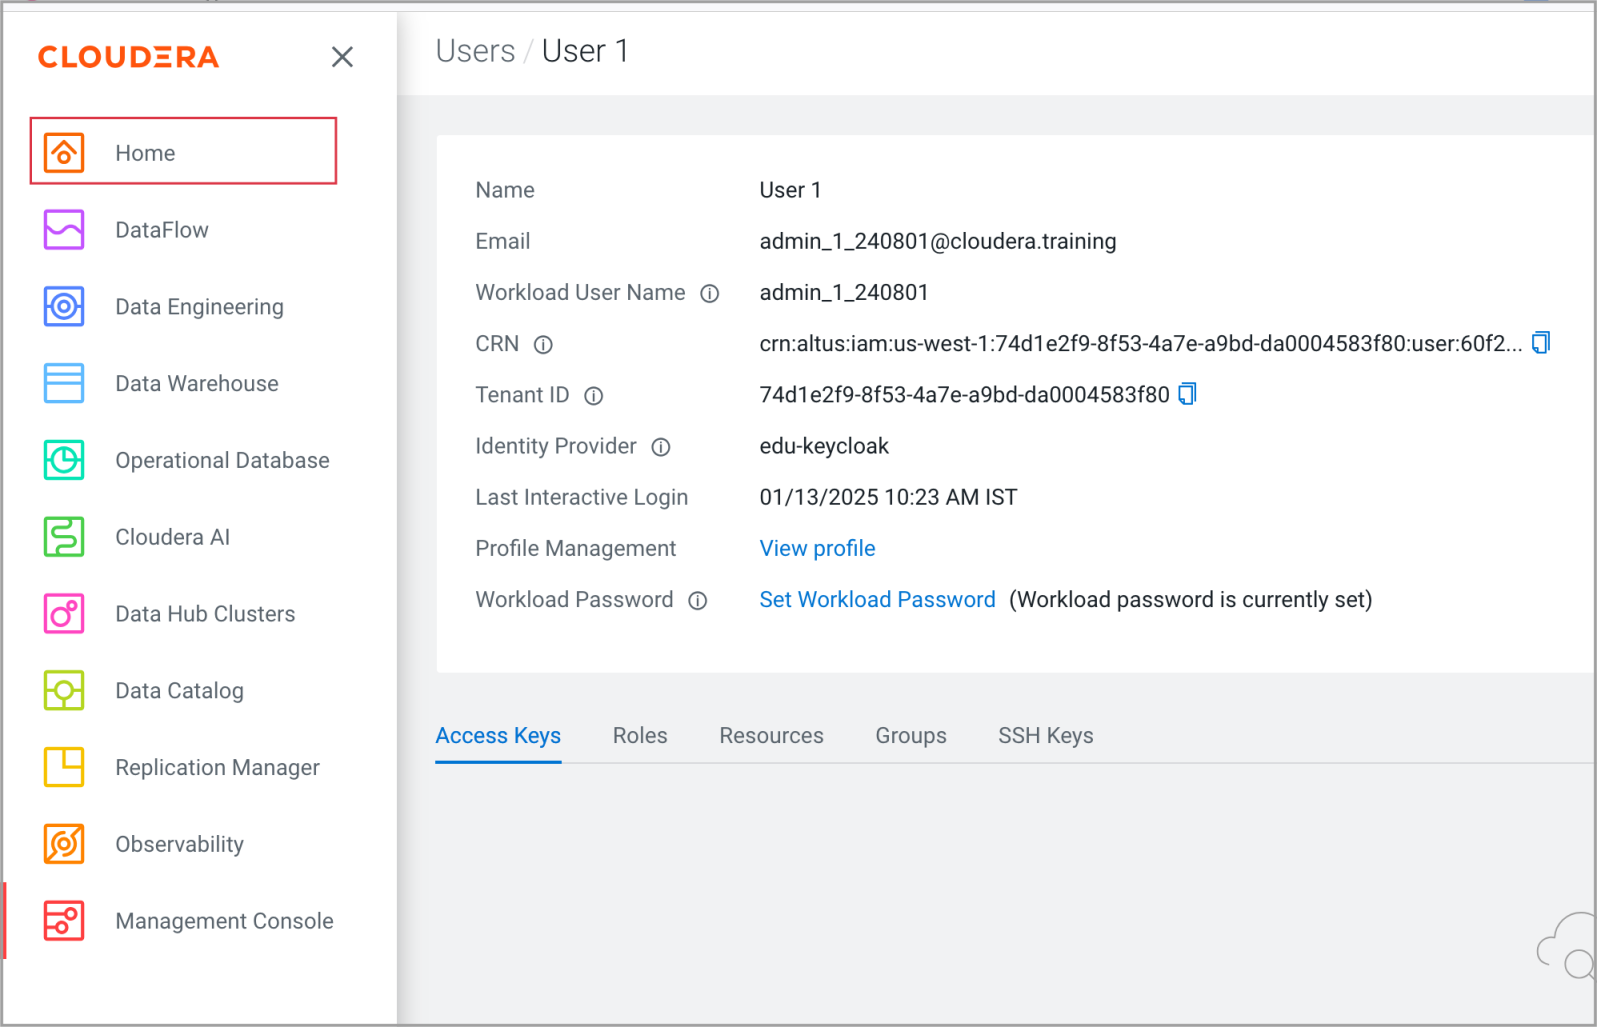 CLOUDERA
Home
DataFlow
Data Engineering
Data Warehouse
Operational Database
Cloudera AI
Data Hub Clusters
Data Catalog
Replication Manager
Observability
Management Console
Users / User 1
Name User 1
Email admin_1_240801@cloudera.training
Workload User Name admin_1_240801
CRN crn:altus:iam:us-west-1:74d1e2f9-8f53-4a7e-a9bd-da0004583f80:user:60f2...
Tenant ID 74d1e2f9-8f53-4a7e-a9bd-da0004583f80
Identity Provider edu-keycloak
Last Interactive Login 01/13/2025 10:23 AM IST
Profile Management View profile
Workload Password Set Workload Password (Workload password is currently set)
Access Keys Roles Resources Groups SSH Keys